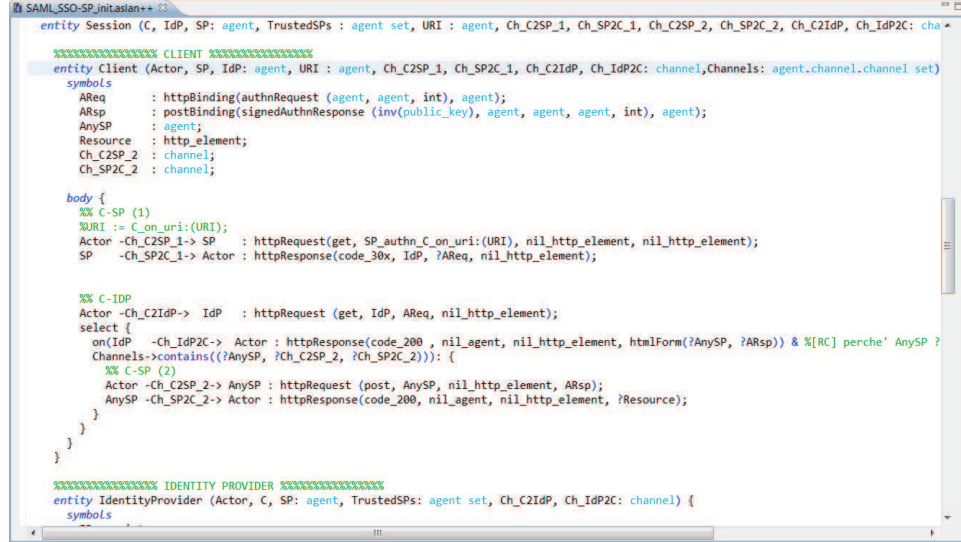 SAML_SSO-SP_init.aslan++
entity Session (C, IdP, SP: agent, TrustedSPs : agent set, URI : agent, Ch_C2SP_1, Ch_SP2C_1, Ch_C2SP_2, Ch_SP2C_2, Ch_C2IdP, Ch_IdP2C: cha
%%%%%%%%%%%%%%%% CLIENT %%%%%%%%%%%%%%%%
entity Client (Actor, SP, IdP: agent, URI : agent, Ch_C2SP_1, Ch_SP2C_1, Ch_C2IdP, Ch_IdP2C: channel,Channels: agent.channel.channel set)
symbols
AReq : httpBinding(authnRequest (agent, agent, int), agent);
ARsp : postBinding(signedAuthnResponse (inv(public_key), agent, agent, agent, int), agent);
AnySP : agent;
Resource : http_element;
Ch_C2SP_2 : channel;
Ch_SP2C_2 : channel;
body {
%% C-SP (1)
%URI := C_on_uri:(URI);
Actor -Ch_C2SP_1-> SP : httpRequest(get, SP_authn_C_on_uri:(URI), nil_http_element, nil_http_element);
SP -Ch_SP2C_1-> Actor : httpResponse(code_30x, IdP, ?AReq, nil_http_element);
%% C-IDP
Actor -Ch_C2IdP-> IdP : httpRequest (get, IdP, AReq, nil_http_element);
select {
on(IdP -Ch_IdP2C-> Actor : httpResponse(code_200 , nil_agent, nil_http_element, htmlForm(?AnySP, ?ARsp)) & %[RC] perche' AnySP ?
Channels->contains((?AnySP, ?Ch_C2SP_2, ?Ch_SP2C_2))): {
%% C-SP (2)
Actor -Ch_C2SP_2-> AnySP : httpRequest (post, AnySP, nil_http_element, ARsp);
AnySP -Ch_SP2C_2-> Actor : httpResponse(code_200, nil_agent, nil_http_element, ?Resource);
}
}
}
}
%%%%%%%%%%%%%%%% IDENTITY PROVIDER %%%%%%%%%%%%%%%%
entity IdentityProvider (Actor, C, SP: agent, TrustedSPs: agent set, Ch_C2IdP, Ch_IdP2C: channel) {
symbols